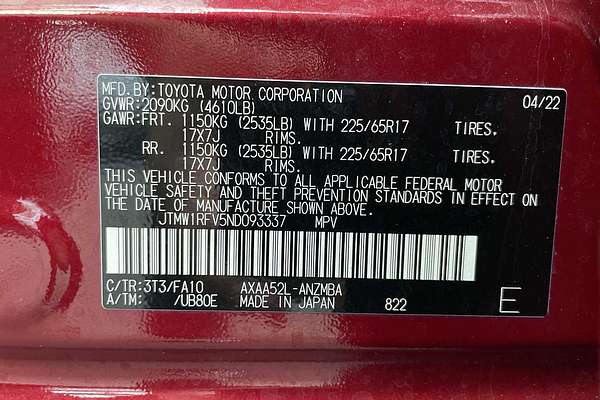 MFD.BY:TOYOTA MOTOR CORPORATION 04/22
GVWR:2090KG (4610LB)
GAWR:FRT. 1150KG (2535LB) WITH 225/65R17 TIRES.
17X7J RIMS.
RR. 1150KG (2535LB) WITH 225/65R17 TIRES.
17X7J RIMS.
THIS VEHICLE CONFORMS TO ALL APPLICABLE FEDERAL MOTOR
VEHICLE SAFETY AND THEFT PREVENTION STANDARDS IN EFFECT ON
THE DATE OF MANUFACTURE SHOWN ABOVE.
JTMW1RFV5ND093337 MPV
C/TR:3T3/FA10 AXAA52L-ANZMBA
A/TM: /UB80E MADE IN JAPAN 822 E